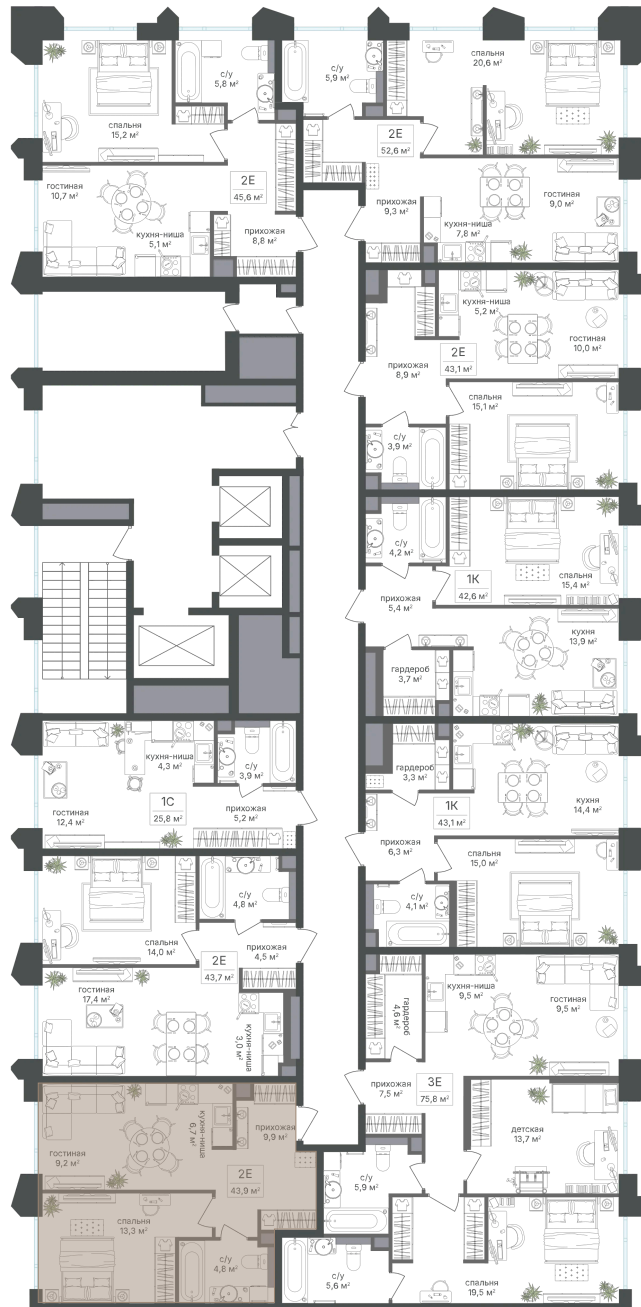 с/у
5,8 м²
спальня
15,2 м²
гостиная
10,7 м²
кухня-ниша
5,1 м²
2Е
45,6 м²
прихожая
8,8 м²
с/у
5,9 м²
спальня
20,6 м²
2Е
52,6 м²
прихожая
9,3 м²
гостиная
9,0 м²
кухня-ниша
7,8 м²
кухня-ниша
5,2 м²
гостиная
10,0 м²
2Е
43,1 м²
прихожая
8,9 м²
спальня
15,1 м²
с/у
3,9 м²
с/у
4,2 м²
1К
42,6 м²
спальня
15,4 м²
прихожая
5,4 м²
кухня
13,9 м²
гардероб
3,7 м²
кухня-ниша
4,3 м²
с/у
3,9 м²
1С
25,8 м²
гостиная
12,4 м²
прихожая
5,2 м²
гардероб
3,3 м²
1К
43,1 м²
кухня
14,4 м²
прихожая
6,3 м²
спальня
15,0 м²
с/у
4,1 м²
с/у
4,8 м²
спальня
14,0 м²
прихожая
4,5 м²
2Е
43,7 м²
гостиная
17,4 м²
кухня-ниша
3,0 м²
гардероб
4,6 м²
кухня-ниша
9,5 м²
гостиная
9,5 м²
прихожая
7,5 м²
3Е
75,8 м²
детская
13,7 м²
с/у
5,9 м²
с/у
5,6 м²
спальня
19,5 м²
кухня-ниша
6,7 м²
прихожая
9,9 м²
гостиная
9,2 м²
2Е
43,9 м²
спальня
13,3 м²
с/у
4,8 м²